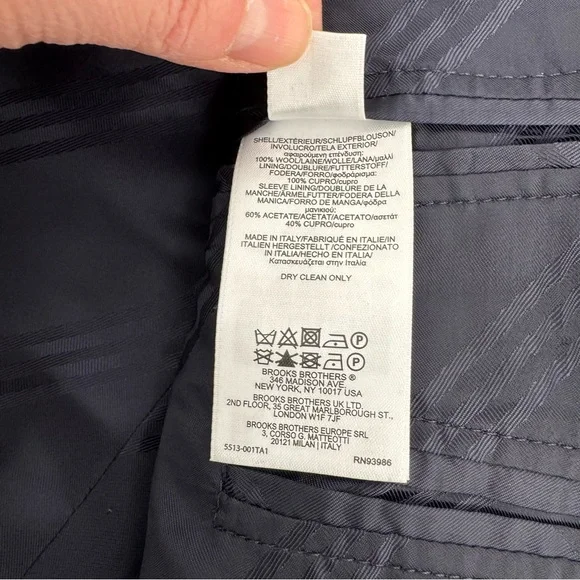 SHELL/EXTÉRIEUR/SCHLUPFBLOUSON/
INVOLUCRO/TELA EXTERIOR/
αφαιρούμενη επένδυση:
100% WOOL/LAINE/WOLLE/LANA/μαλλί
LINING/DOUBLURE/FUTTERSTOFF/
FODERA/FORRO/φοδράρισμα:
100% CUPRO/cupro
SLEEVE LINING/DOUBLURE DE LA
MANCHE/ÄRMELFUTTER/FODERA DELLA
MANICA/FORRO DE MANGA/φόδρα
μανικιού:
60% ACETATE/ACETAT/ACETATO/ασετάτ
40% CUPRO/cupro
MADE IN ITALY/FABRIQUÉ EN ITALIE/IN
ITALIEN HERGESTELLT /CONFEZIONATO
IN ITALIA/HECHO EN ITALIA/
Κατασκευάζεται στην Ιταλία
DRY CLEAN ONLY
P
P
BROOKS BROTHERS ®
346 MADISON AVE.
NEW YORK, NY 10017 USA
BROOKS BROTHERS UK LTD.
2ND FLOOR, 35 GREAT MARLBOROUGH ST.,
LONDON W1F 7JF
BROOKS BROTHERS EUROPE SRL
3, CORSO G. MATTEOTTI
20121 MILAN | ITALY
5513-001TA1 RN93986